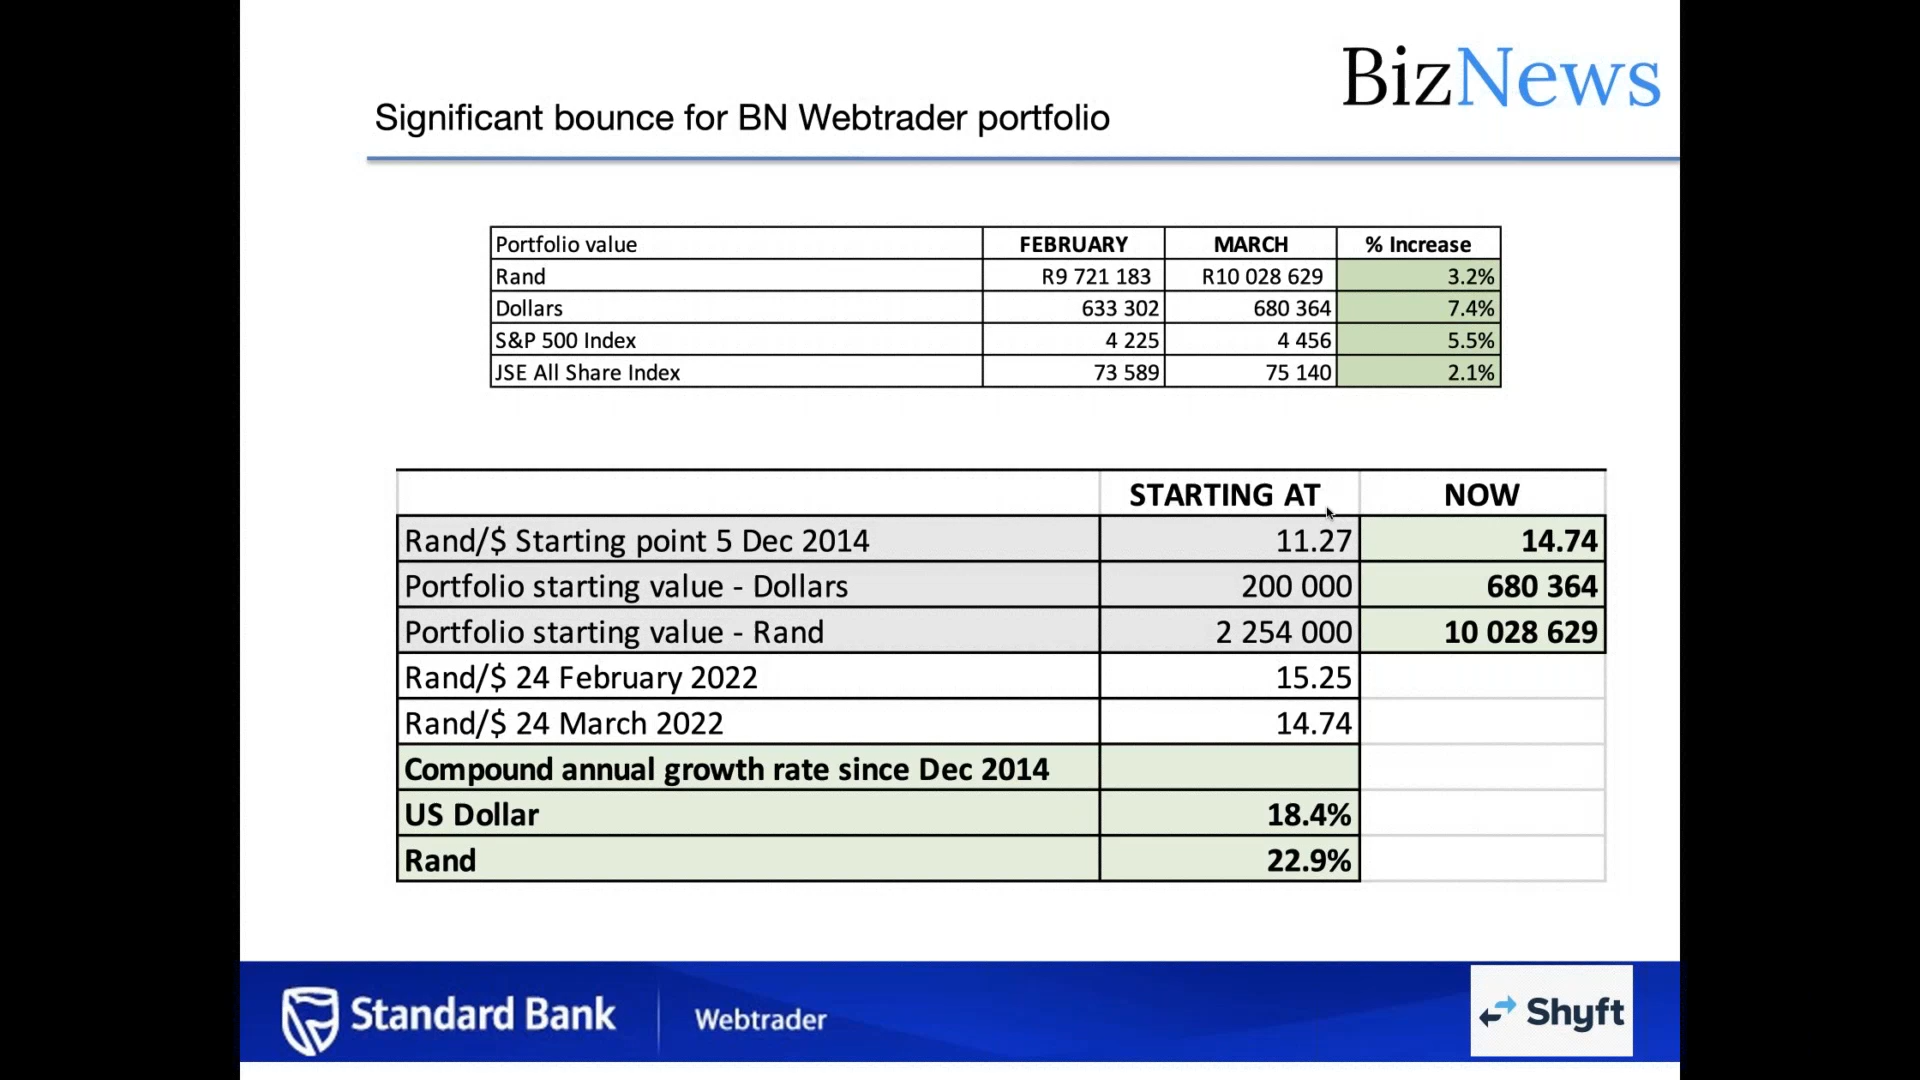 BizNews
Significant bounce for BN Webtrader portfolio
Portfolio value FEBRUARY MARCH % Increase
Rand R9 721 183 R10 028 629 3.2%
Dollars 633 302 680 364 7.4%
S&P 500 Index 4 225 4 456 5.5%
JSE All Share Index 73 589 75 140 2.1%
STARTING AT NOW
Rand/$ Starting point 5 Dec 2014 11.27 14.74
Portfolio starting value - Dollars 200 000 680 364
Portfolio starting value - Rand 2 254 000 10 028 629
Rand/$ 24 February 2022 15.25
Rand/$ 24 March 2022 14.74
Compound annual growth rate since Dec 2014
US Dollar 18.4%
Rand 22.9%
Standard Bank Webtrader Shyft